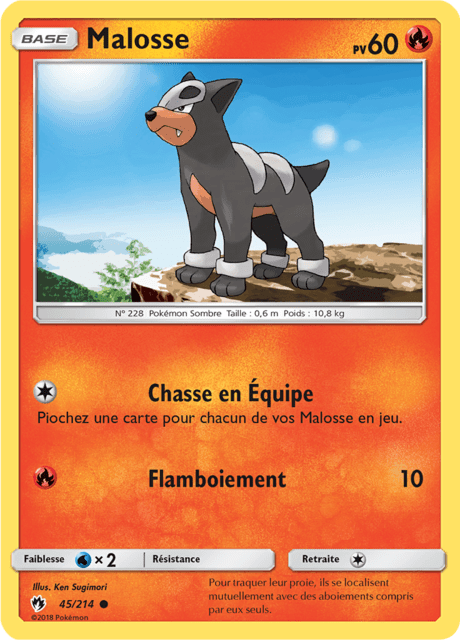 BASE Malosse PV60
N° 228 Pokémon Sombre Taille : 0,6 m Poids : 10,8 kg
Chasse en Équipe
Piochez une carte pour chacun de vos Malosse en jeu.
Flamboiement 10
Faiblesse ×2 Résistance Retraite
Illus. Ken Sugimori
45/214
©2018 Pokémon
Pour traquer leur proie, ils se localisent
mutuellement avec des aboiements compris
par eux seuls.